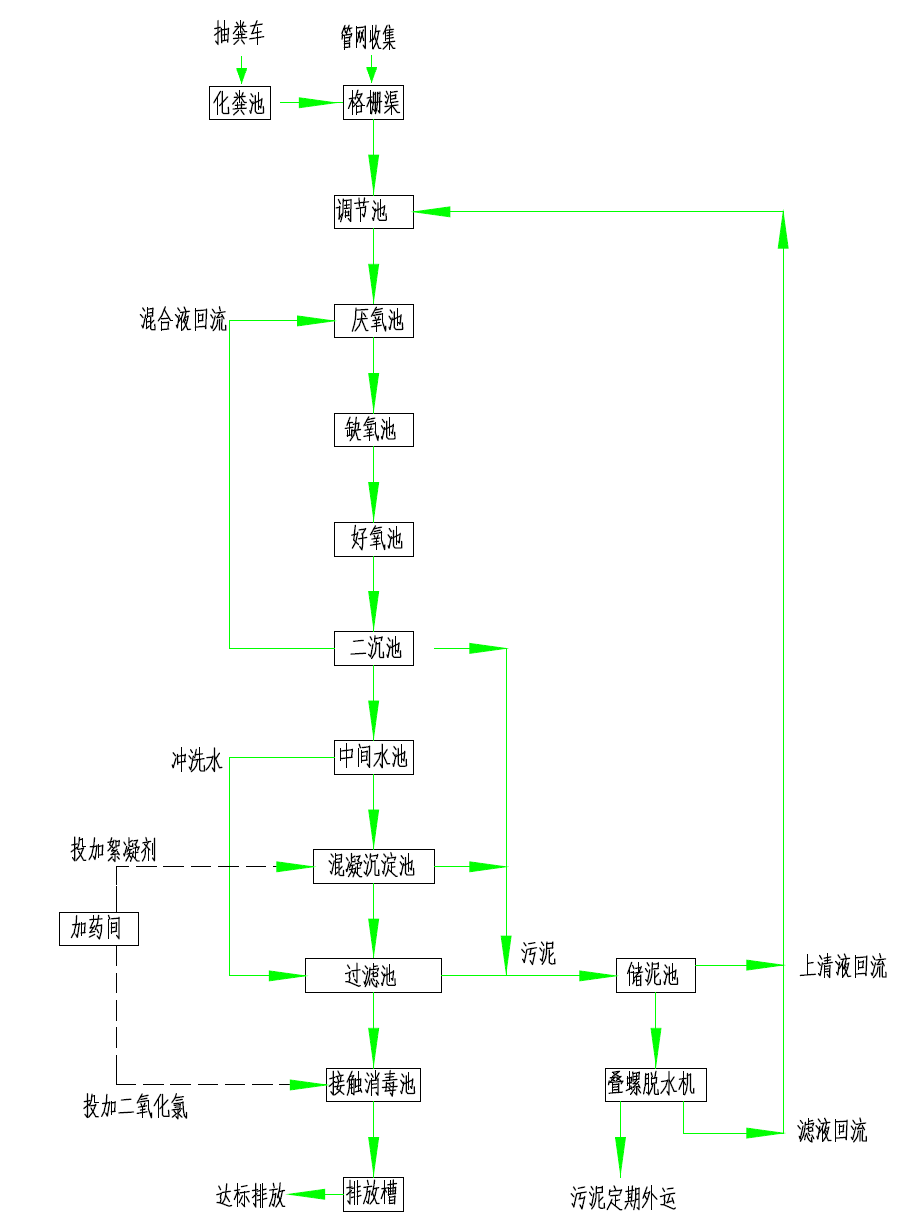 抽粪车
管网收集
化粪池
格栅渠
调节池
混合液回流
厌氧池
缺氧池
好氧池
二沉池
冲洗水
中间水池
投加絮凝剂
混凝沉淀池
加药间
污泥
过滤池
储泥池
上清液回流
接触消毒池
叠螺脱水机
投加二氧化氯
滤液回流
达标排放
排放槽
污泥定期外运